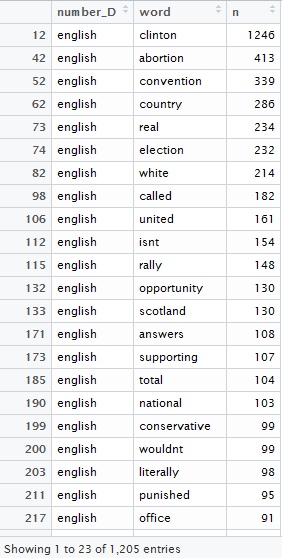 number_D word n
12 english clinton 1246
42 english abortion 413
52 english convention 339
62 english country 286
73 english real 234
74 english election 232
82 english white 214
98 english called 182
106 english united 161
112 english isnt 154
115 english rally 148
132 english opportunity 130
133 english scotland 130
171 english answers 108
173 english supporting 107
185 english total 104
190 english national 103
199 english conservative 99
200 english wouldnt 99
203 english literally 98
211 english punished 95
217 english office 91
Showing 1 to 23 of 1,205 entries